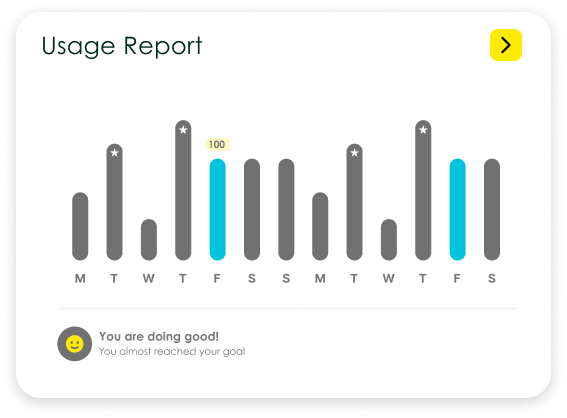 Usage Report
100
M T W T F S S M T W T F S
You are doing good!
You almost reached your goal